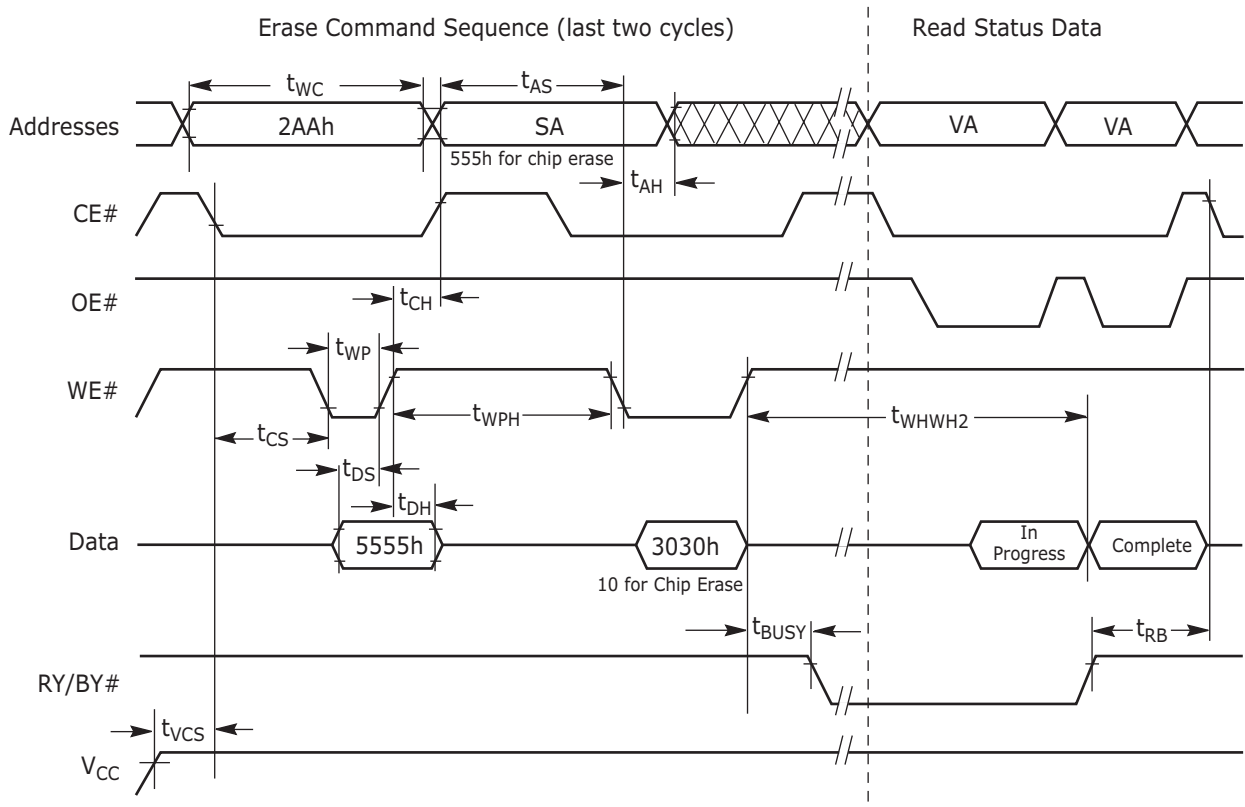 Erase Command Sequence (last two cycles)
Read Status Data
tWC
tAS
Addresses
2AAh
SA
VA
VA
555h for chip erase
tAH
CE#
OE#
tCH
tWP
WE#
tWPH
tWHWH2
tCS
tDS
tDH
Data
5555h
3030h
In
Progress
Complete
10 for Chip Erase
tBUSY
tRB
RY/BY#
tVCS
VCC